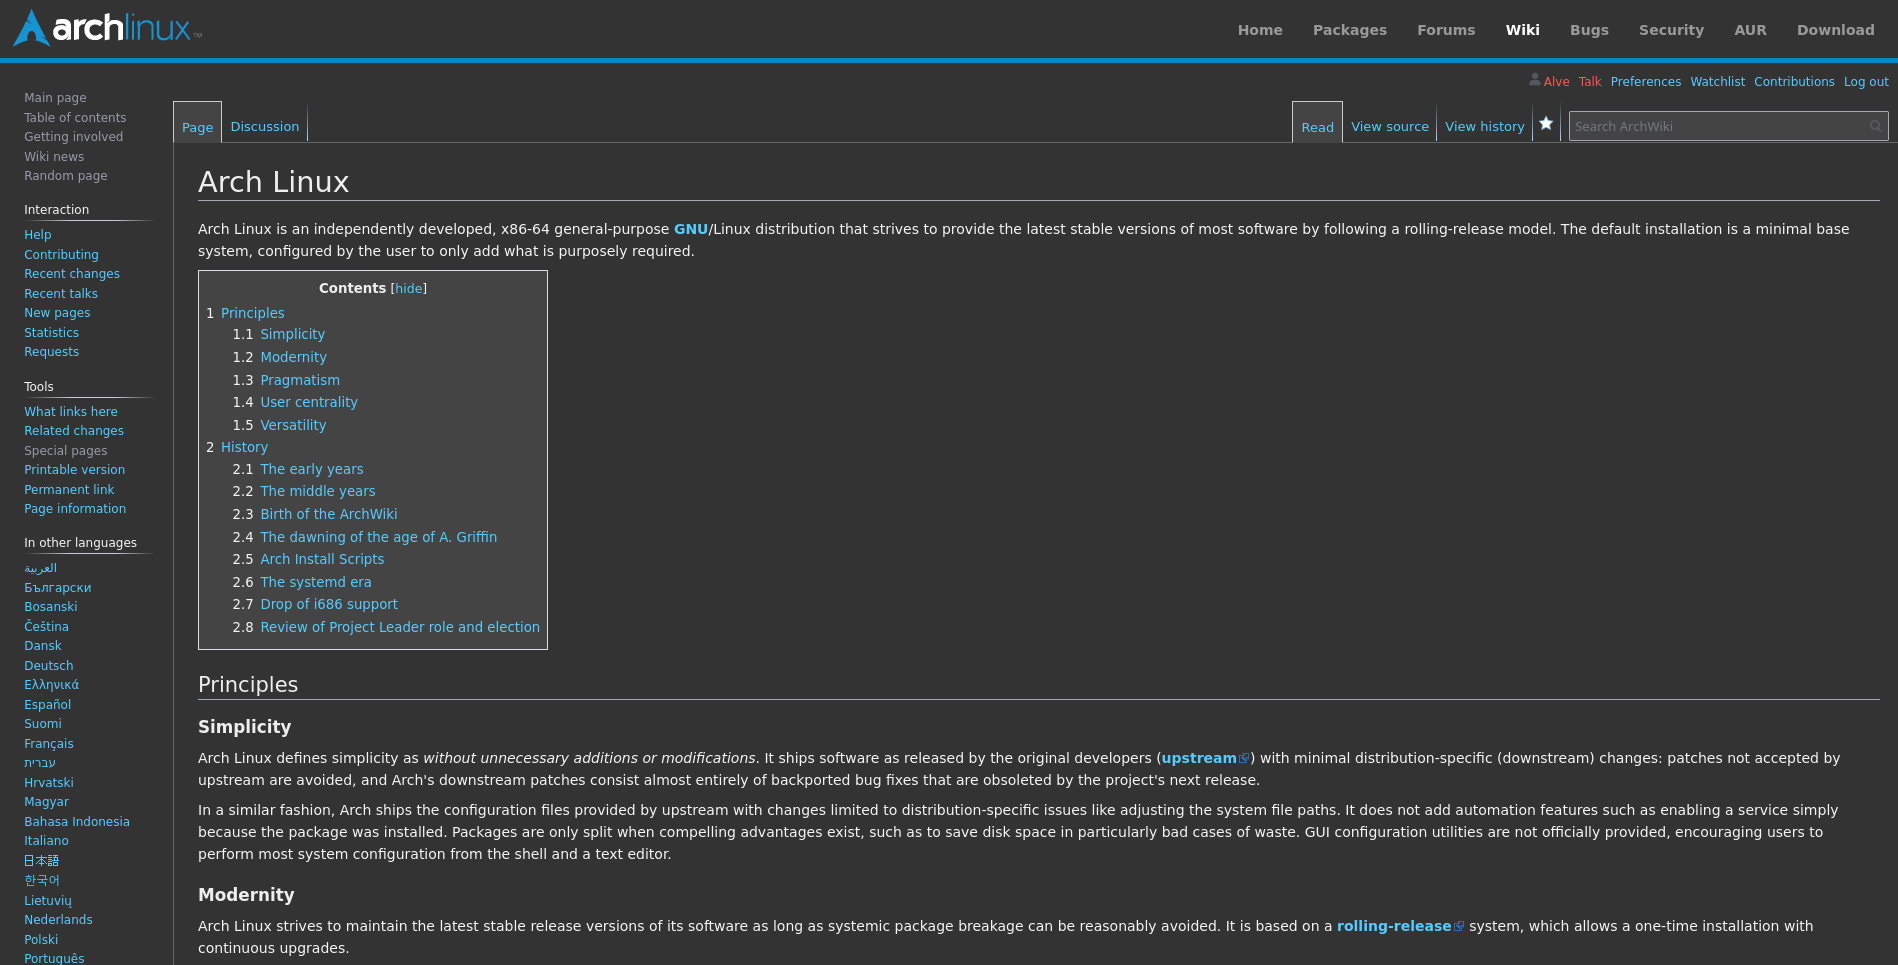 archlinux™
Home Packages Forums Wiki Bugs Security AUR Download
Alve Talk Preferences Watchlist Contributions Log out
Main page
Table of contents
Getting involved
Wiki news
Random page
Interaction
Help
Contributing
Recent changes
Recent talks
New pages
Statistics
Requests
Tools
What links here
Related changes
Special pages
Printable version
Permanent link
Page information
In other languages
العربية
Български
Bosanski
Čeština
Dansk
Deutsch
Ελληνικά
Español
Suomi
Français
עברית
Hrvatski
Magyar
Bahasa Indonesia
Italiano
日本語
한국어
Lietuvių
Nederlands
Polski
Português
Page Discussion Read View source View history Search ArchWiki
Arch Linux
Arch Linux is an independently developed, x86-64 general-purpose GNU/Linux distribution that strives to provide the latest stable versions of most software by following a rolling-release model. The default installation is a minimal base
system, configured by the user to only add what is purposely required.
Contents [hide]
1 Principles
1.1 Simplicity
1.2 Modernity
1.3 Pragmatism
1.4 User centrality
1.5 Versatility
2 History
2.1 The early years
2.2 The middle years
2.3 Birth of the ArchWiki
2.4 The dawning of the age of A. Griffin
2.5 Arch Install Scripts
2.6 The systemd era
2.7 Drop of i686 support
2.8 Review of Project Leader role and election
Principles
Simplicity
Arch Linux defines simplicity as without unnecessary additions or modifications. It ships software as released by the original developers (upstream) with minimal distribution-specific (downstream) changes: patches not accepted by
upstream are avoided, and Arch's downstream patches consist almost entirely of backported bug fixes that are obsoleted by the project's next release.
In a similar fashion, Arch ships the configuration files provided by upstream with changes limited to distribution-specific issues like adjusting the system file paths. It does not add automation features such as enabling a service simply
because the package was installed. Packages are only split when compelling advantages exist, such as to save disk space in particularly bad cases of waste. GUI configuration utilities are not officially provided, encouraging users to
perform most system configuration from the shell and a text editor.
Modernity
Arch Linux strives to maintain the latest stable release versions of its software as long as systemic package breakage can be reasonably avoided. It is based on a rolling-release system, which allows a one-time installation with
continuous upgrades.